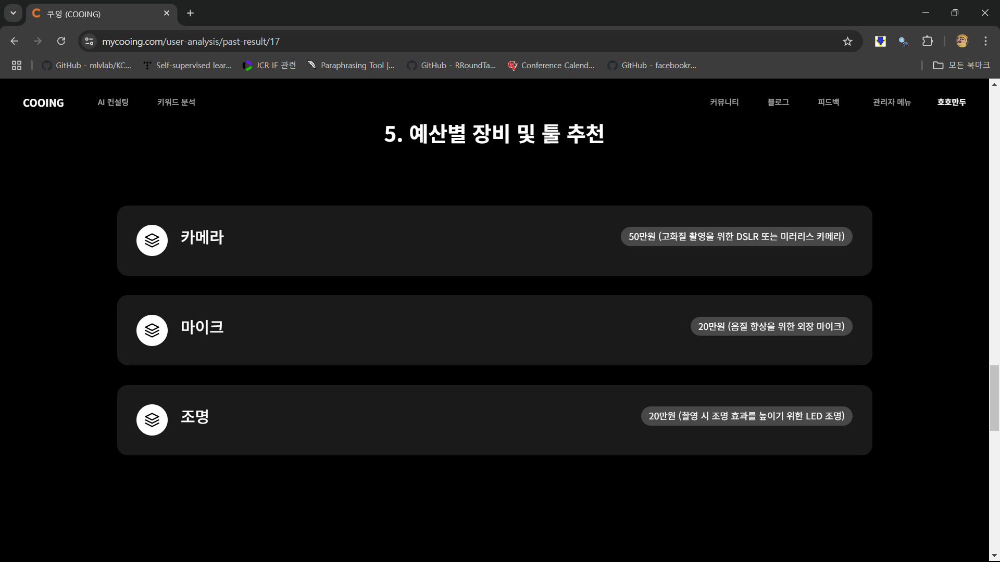 쿠잉 (COOING)
mycooing.com/user-analysis/past-result/17
GitHub - mlvlab/KC...
Self-supervised lear...
JCR IF 관련
Paraphrasing Tool |...
GitHub - RRoundTa...
Conference Calend...
GitHub - facebookr...
모든 북마크
COOING
AI 컨설팅
키워드 분석
커뮤니티
블로그
피드백
관리자 메뉴
호호만두
5. 예산별 장비 및 툴 추천
카메라
50만원 (고화질 촬영을 위한 DSLR 또는 미러리스 카메라)
마이크
20만원 (음질 향상을 위한 외장 마이크)
조명
20만원 (촬영 시 조명 효과를 높이기 위한 LED 조명)